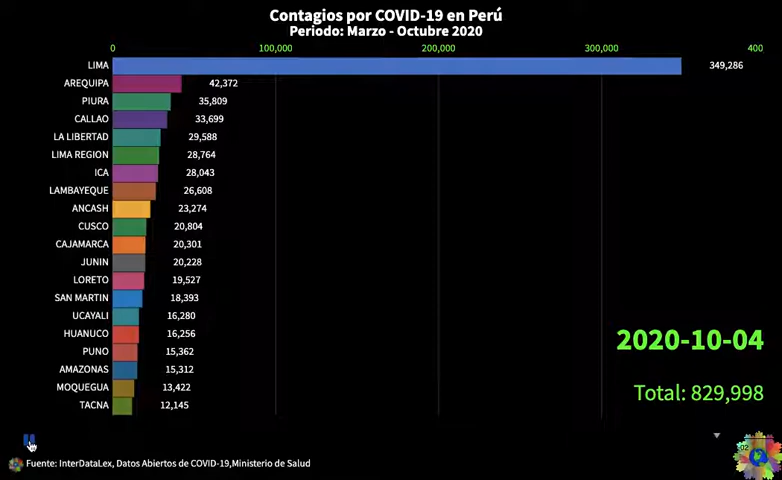 Contagios por COVID-19 en Perú
Periodo: Marzo - Octubre 2020
0 100,000 200,000 300,000 400
LIMA 349,286
AREQUIPA 42,372
PIURA 35,809
CALLAO 33,699
LA LIBERTAD 29,588
LIMA REGION 28,764
ICA 28,043
LAMBAYEQUE 26,608
ANCASH 23,274
CUSCO 20,804
CAJAMARCA 20,301
JUNIN 20,228
LORETO 19,527
SAN MARTIN 18,393
UCAYALI 16,280
HUANUCO 16,256
PUNO 15,362
AMAZONAS 15,312
MOQUEGUA 13,422
TACNA 12,145
2020-10-04
Total: 829,998
Fuente: InterDataLex, Datos Abiertos de COVID-19,Ministerio de Salud